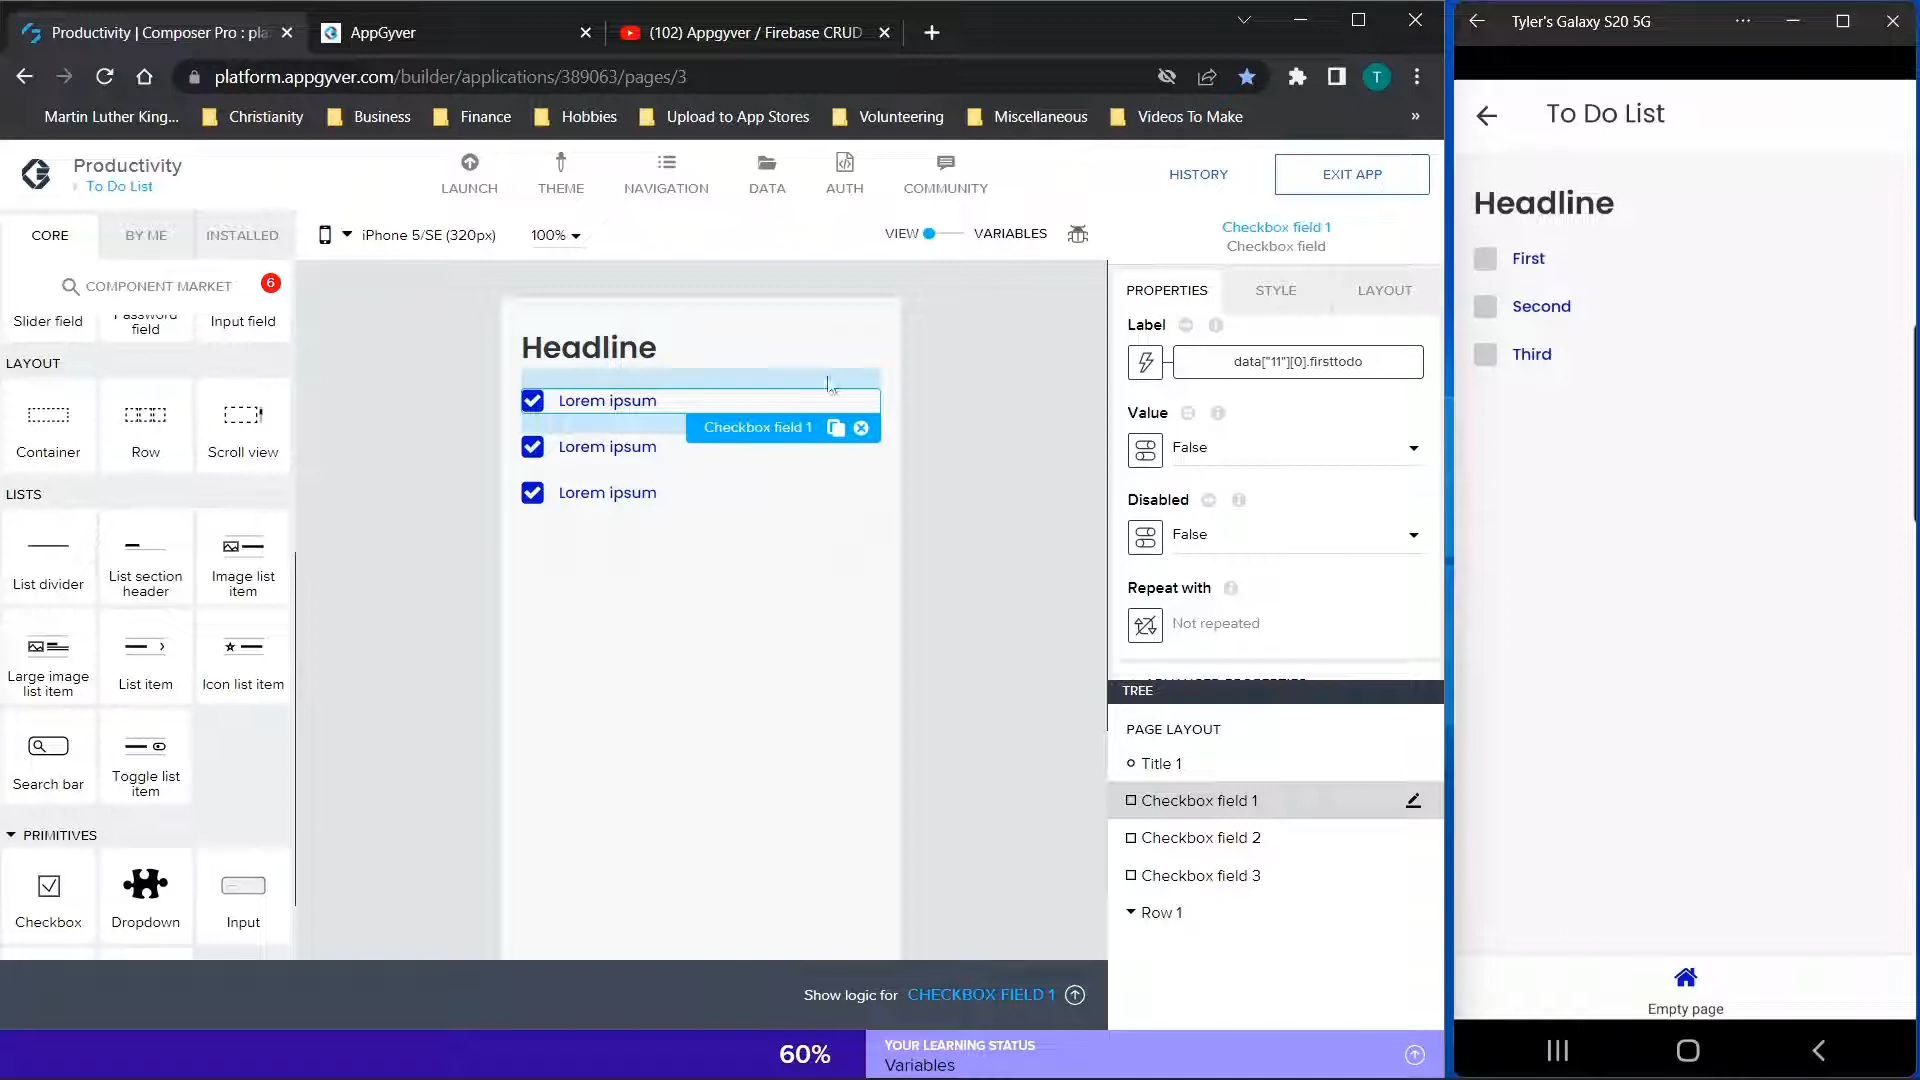 Productivity | Composer Pro : pla
AppGyver
(102) Appgyver / Firebase CRUD
platform.appgyver.com/builder/applications/389063/pages/3
T
Martin Luther King...
Christianity
Business
Finance
Hobbies
Upload to App Stores
Volunteering
Miscellaneous
Videos To Make
»
Productivity
To Do List
LAUNCH
THEME
NAVIGATION
DATA
AUTH
COMMUNITY
HISTORY
EXIT APP
CORE
BY ME
INSTALLED
iPhone 5/SE (320px)
100%
VIEW
VARIABLES
Checkbox field 1
Checkbox field
COMPONENT MARKET
6
Slider field
Password field
Input field
LAYOUT
Container
Row
Scroll view
LISTS
List divider
List section header
Image list item
Large image list item
List item
Icon list item
Search bar
Toggle list item
PRIMITIVES
Checkbox
Dropdown
Input
Headline
Lorem ipsum
Checkbox field 1
Lorem ipsum
Lorem ipsum
PROPERTIES
STYLE
LAYOUT
Label
data["11"][0].firsttodo
Value
False
Disabled
False
Repeat with
Not repeated
ADVANCED PROPERTIES
TREE
PAGE LAYOUT
Title 1
Checkbox field 1
Checkbox field 2
Checkbox field 3
Row 1
Show logic for CHECKBOX FIELD 1
60%
YOUR LEARNING STATUS
Variables
Tyler's Galaxy S20 5G
To Do List
Headline
First
Second
Third
Empty page